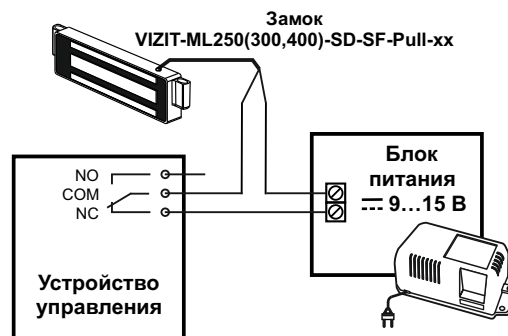 Замок
VIZIT-ML250(300,400)-SD-SF-Pull-xx
NO
COM
NC
Устройство
управления
Блок
питания
9...15 В